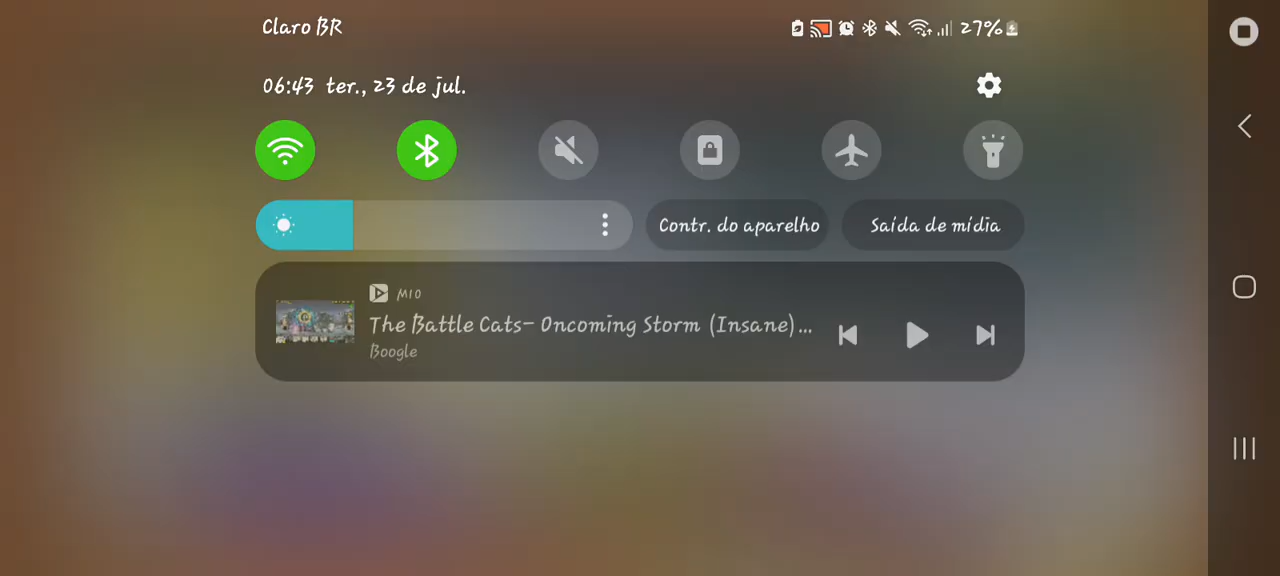 Claro BR
27%
06:43 ter., 23 de jul.
Contr. do aparelho
Saída de mídia
M10
The Battle Cats- Oncoming Storm (Insane)...
Boogle